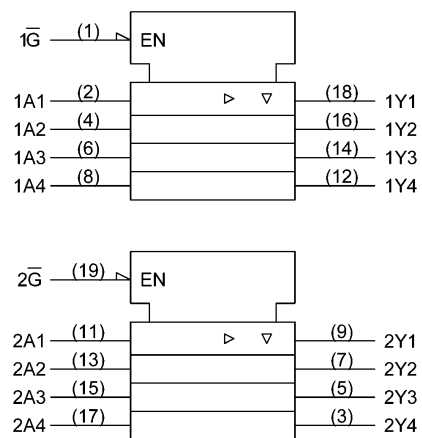 1G̅ (1) EN
1A1 (2) (18) 1Y1
1A2 (4) (16) 1Y2
1A3 (6) (14) 1Y3
1A4 (8) (12) 1Y4
2G̅ (19) EN
2A1 (11) (9) 2Y1
2A2 (13) (7) 2Y2
2A3 (15) (5) 2Y3
2A4 (17) (3) 2Y4